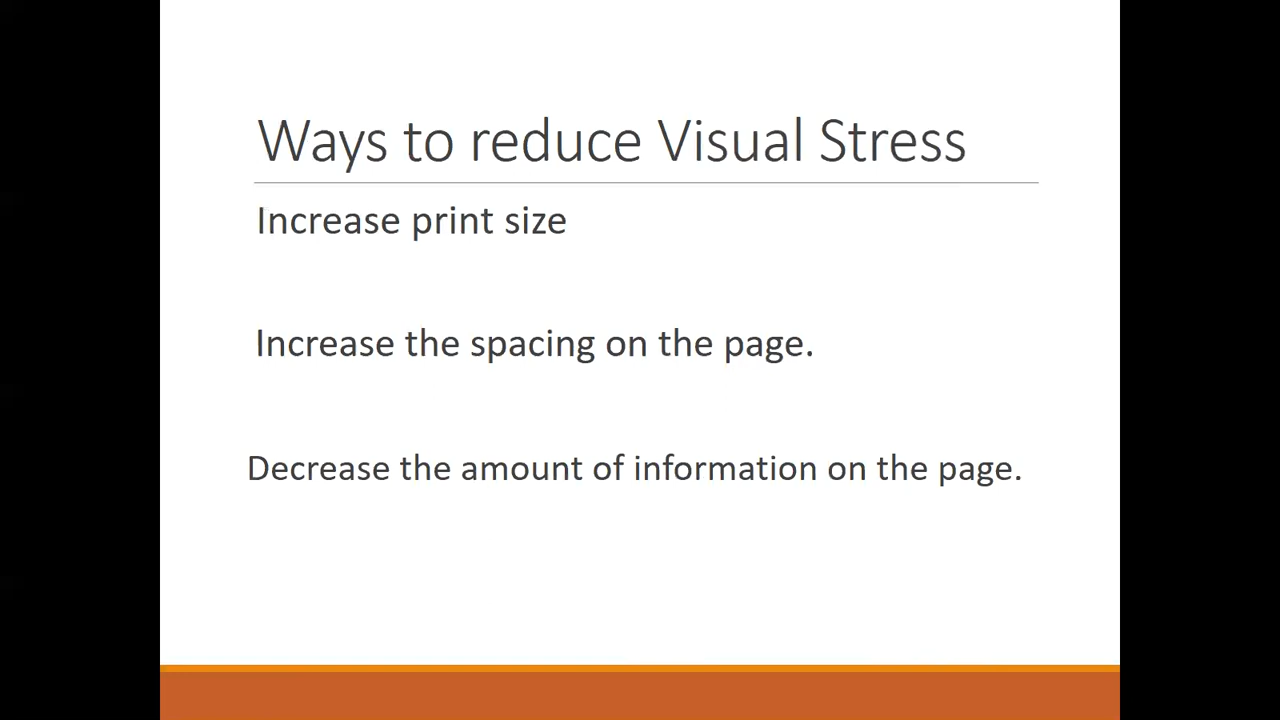 Ways to reduce Visual Stress
Increase print size
Increase the spacing on the page.
Decrease the amount of information on the page.